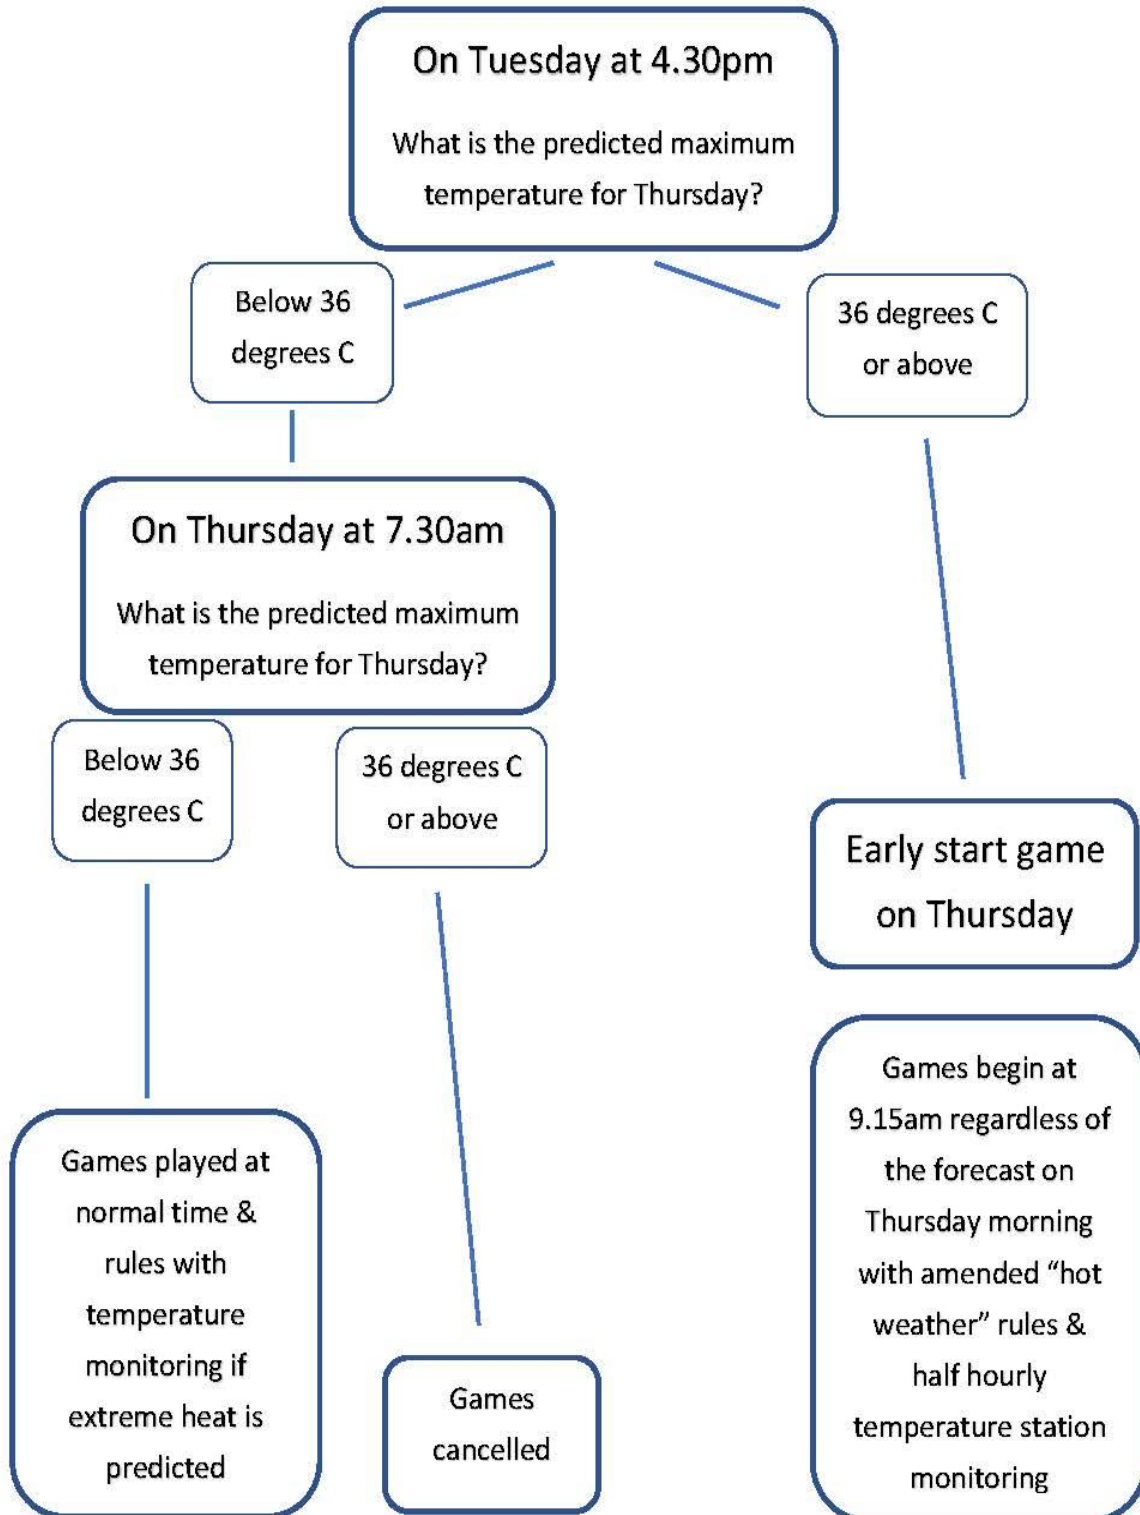 On Tuesday at 4.30pm
What is the predicted maximum
temperature for Thursday?
Below 36
degrees C
36 degrees C
or above
On Thursday at 7.30am
What is the predicted maximum
temperature for Thursday?
Below 36
degrees C
36 degrees C
or above
Early start game
on Thursday
Games begin at
9.15am regardless of
the forecast on
Thursday morning
with amended “hot
weather” rules &
half hourly
temperature station
monitoring
Games played at
normal time &
rules with
temperature
monitoring if
extreme heat is
predicted
Games
cancelled